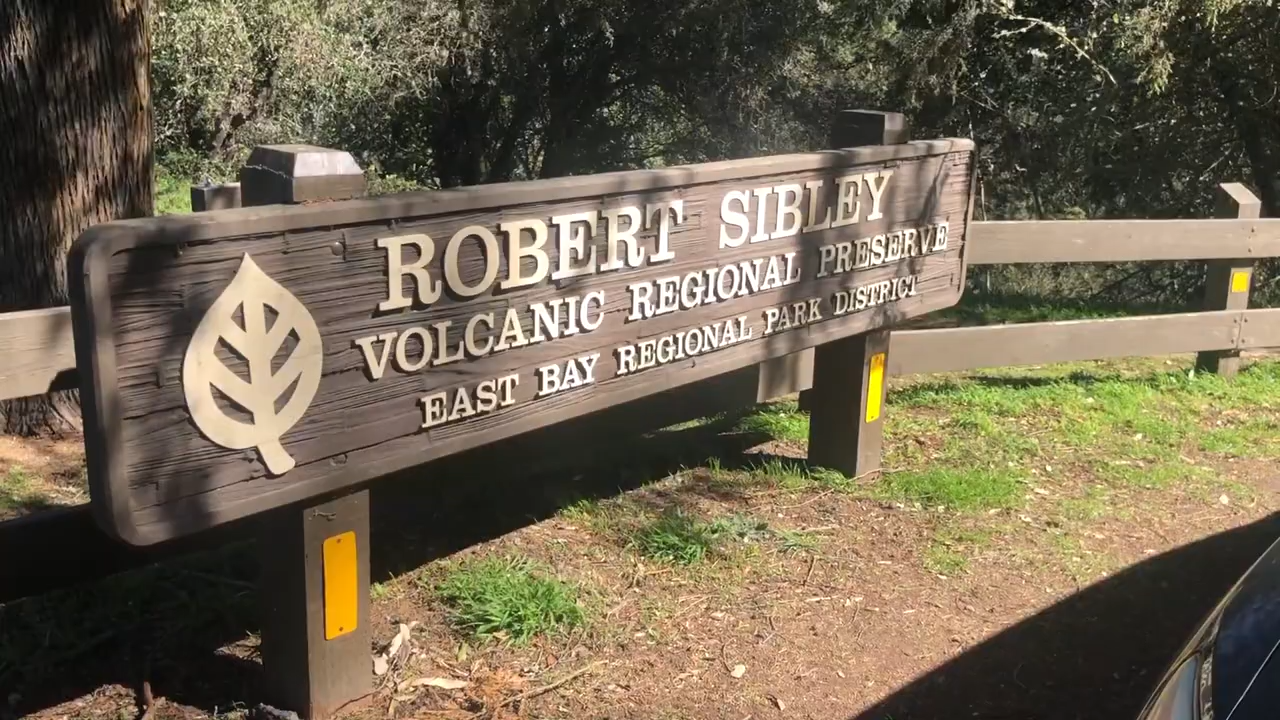 ROBERT SIBLEY
VOLCANIC REGIONAL PRESERVE
EAST BAY REGIONAL PARK DISTRICT